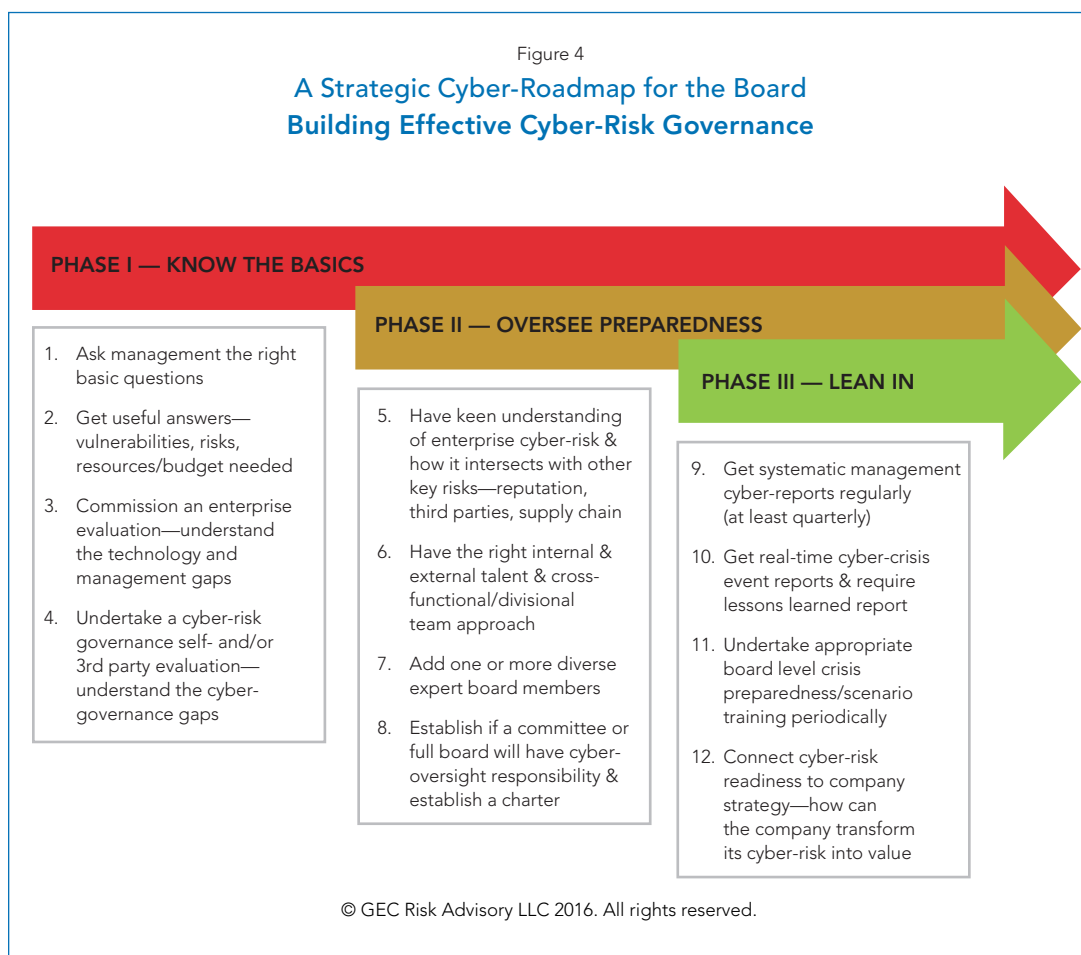 Figure 4
A Strategic Cyber-Roadmap for the Board
Building Effective Cyber-Risk Governance
PHASE I — KNOW THE BASICS
1. Ask management the right
basic questions
2. Get useful answers—
vulnerabilities, risks,
resources/budget needed
3. Commission an enterprise
evaluation—understand
the technology and
management gaps
4. Undertake a cyber-risk
governance self- and/or
3rd party evaluation—
understand the cyber-
governance gaps
PHASE II — OVERSEE PREPAREDNESS
5. Have keen understanding
of enterprise cyber-risk &
how it intersects with other
key risks—reputation,
third parties, supply chain
6. Have the right internal &
external talent & cross-
functional/divisional
team approach
7. Add one or more diverse
expert board members
8. Establish if a committee or
full board will have cyber-
oversight responsibility &
establish a charter
PHASE III — LEAN IN
9. Get systematic management
cyber-reports regularly
(at least quarterly)
10. Get real-time cyber-crisis
event reports & require
lessons learned report
11. Undertake appropriate
board level crisis
preparedness/scenario
training periodically
12. Connect cyber-risk
readiness to company
strategy—how can
the company transform
its cyber-risk into value
© GEC Risk Advisory LLC 2016. All rights reserved.